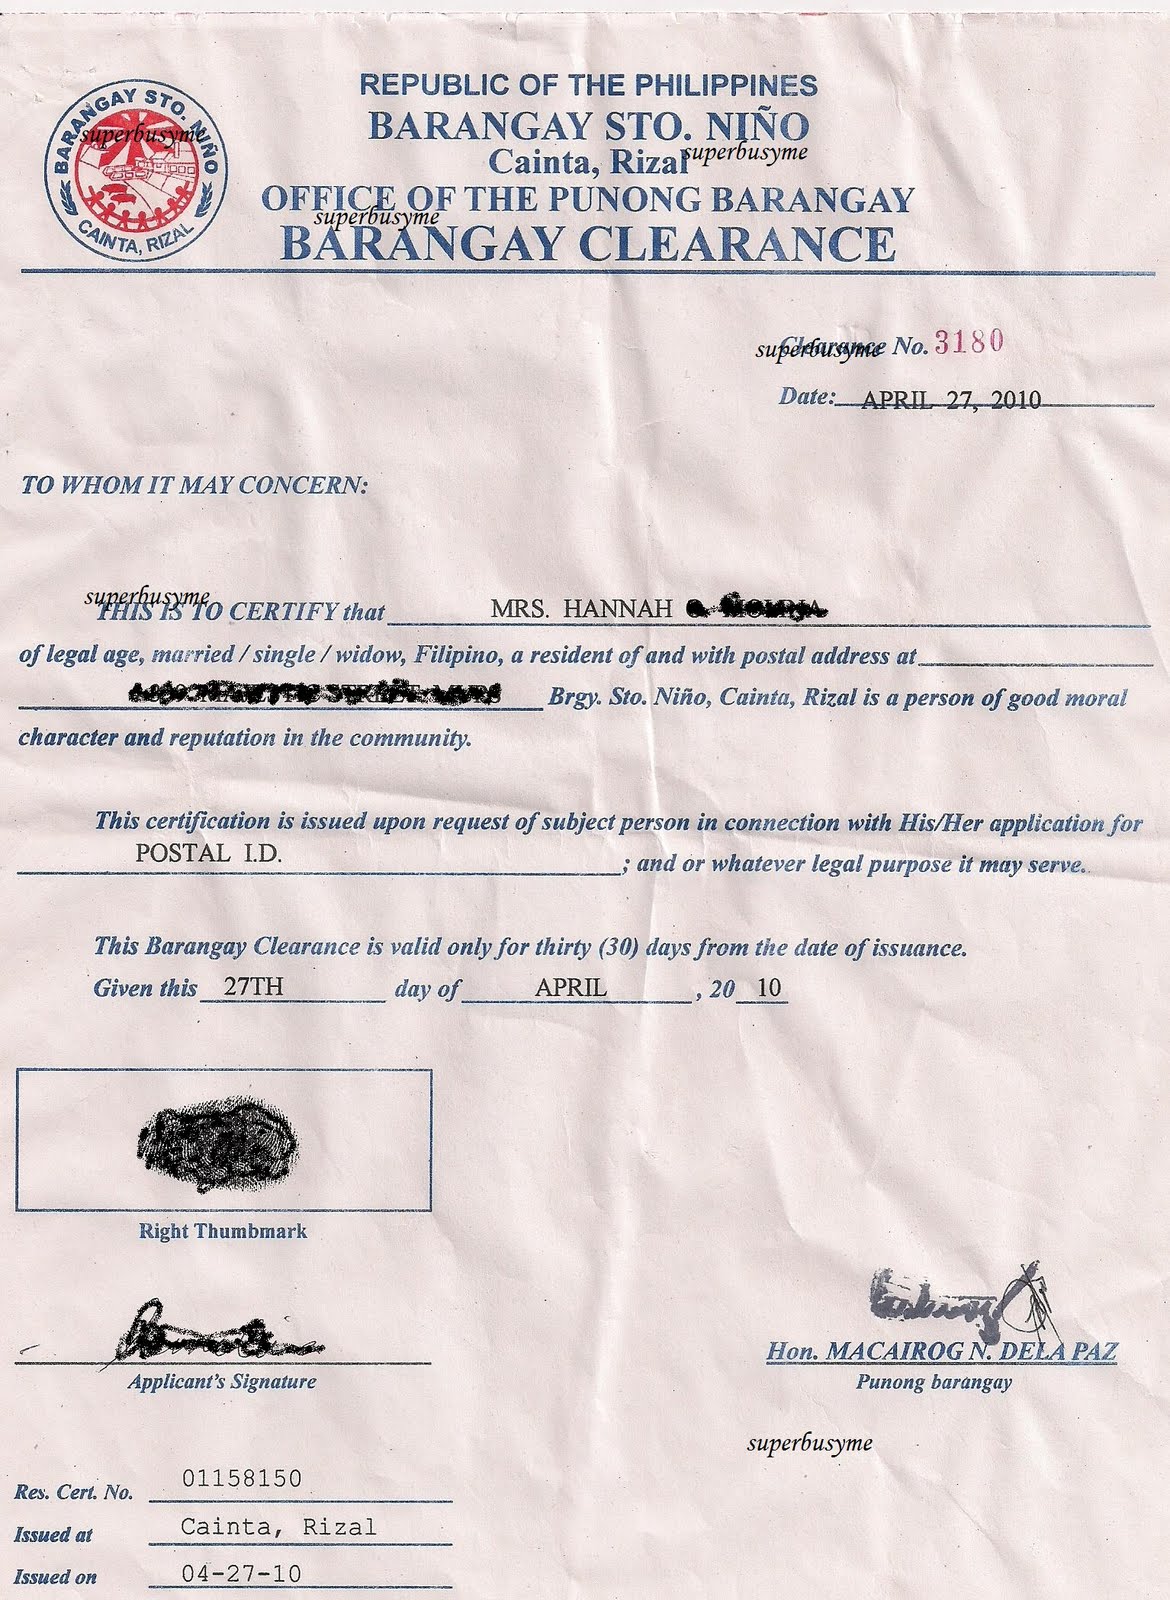 BARANGAY STO. NIÑO
CAINTA, RIZAL
superbusyme
REPUBLIC OF THE PHILIPPINES
BARANGAY STO. NIÑO
Cainta, Rizal superbusyme
OFFICE OF THE PUNONG BARANGAY
superbusyme
BARANGAY CLEARANCE
superbusyme
Clearance No. 3180
Date: APRIL 27, 2010
TO WHOM IT MAY CONCERN:
superbusyme
THIS IS TO CERTIFY that MRS. HANNAH
of legal age, married / single / widow, Filipino, a resident of and with postal address at
Brgy. Sto. Niño, Cainta, Rizal is a person of good moral
character and reputation in the community.
This certification is issued upon request of subject person in connection with His/Her application for
POSTAL I.D. ; and or whatever legal purpose it may serve.
This Barangay Clearance is valid only for thirty (30) days from the date of issuance.
Given this 27TH day of APRIL , 20 10
Right Thumbmark
Applicant's Signature
Hon. MACAIROG N. DELA PAZ
Punong barangay
superbusyme
Res. Cert. No. 01158150
Issued at Cainta, Rizal
Issued on 04-27-10